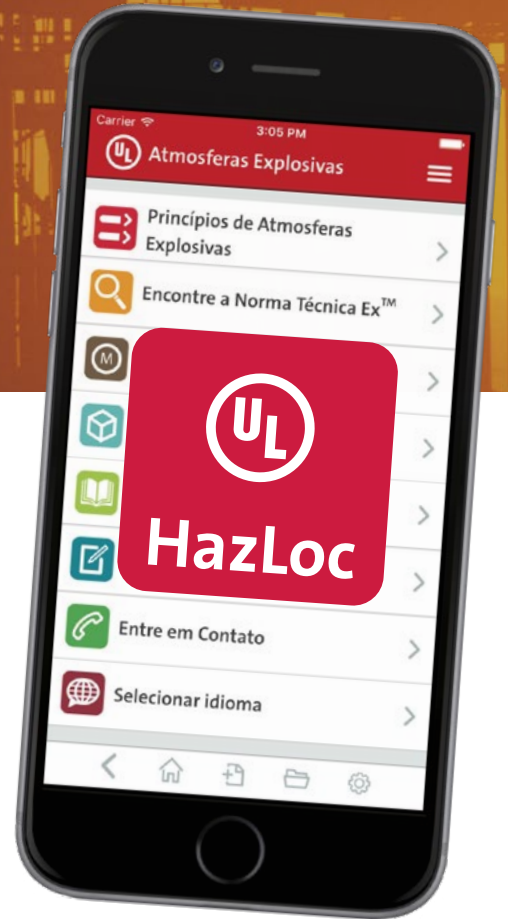 Carrier
3:05 PM
UL
Atmosferas Explosivas
Princípios de Atmosferas
Explosivas
Encontre a Norma Técnica Ex™
M
UL
HazLoc
Entre em Contato
Selecionar idioma